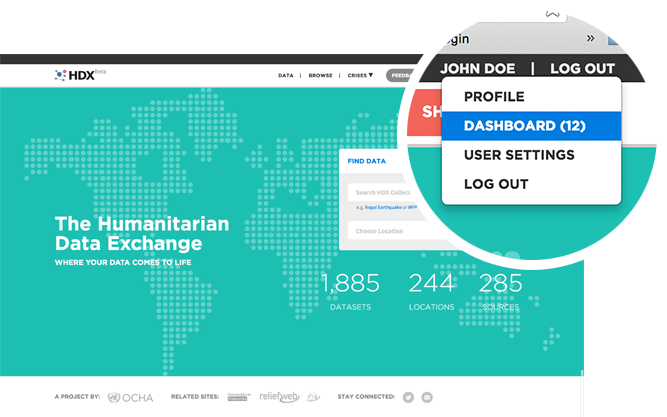 gin
»
JOHN DOE | LOG OUT
HDX Beta
DATA | BROWSE | CRISES ▼
FEEDBA
SH
PROFILE
DASHBOARD (12)
USER SETTINGS
LOG OUT
FIND DATA
Search HDX Collect
e.g. Nepal Earthquake or WFP
Choose Location
The Humanitarian
Data Exchange
WHERE YOUR DATA COMES TO LIFE
1,885 244 285
DATASETS LOCATIONS SOURCES
A PROJECT BY: OCHA RELATED SITES: reliefweb STAY CONNECTED: